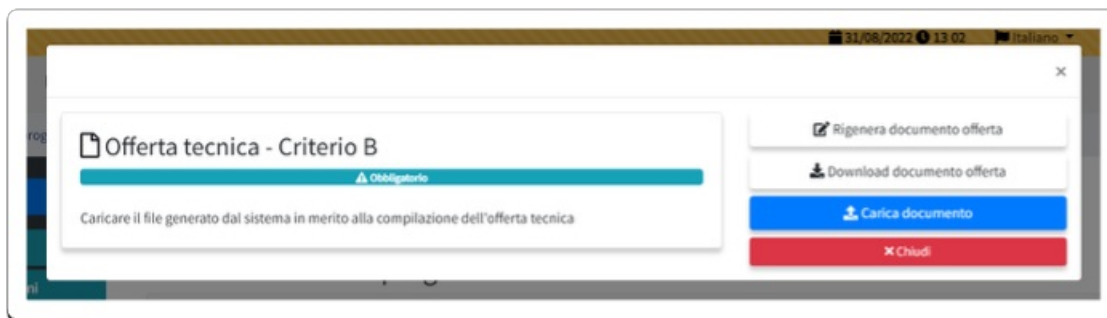 31/08/2022 13:02 Italiano
×
Offerta tecnica - Criterio B
Obbligatorio
Caricare il file generato dal sistema in merito alla compilazione dell'offerta tecnica
Rigenera documento offerta
Download documento offerta
Carica documento
Chiudi